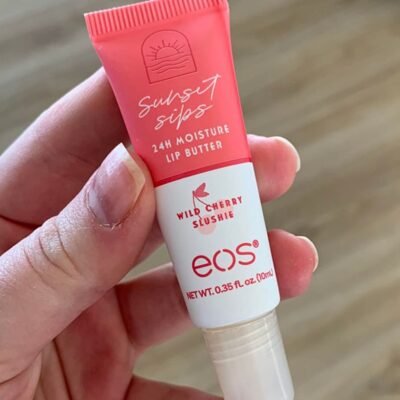 Sunset
sips
24H MOISTURE
LIP BUTTER
WILD CHERRY
SLUSHIE
eos®
NET WT. 0.35 fl. oz. (10mL)